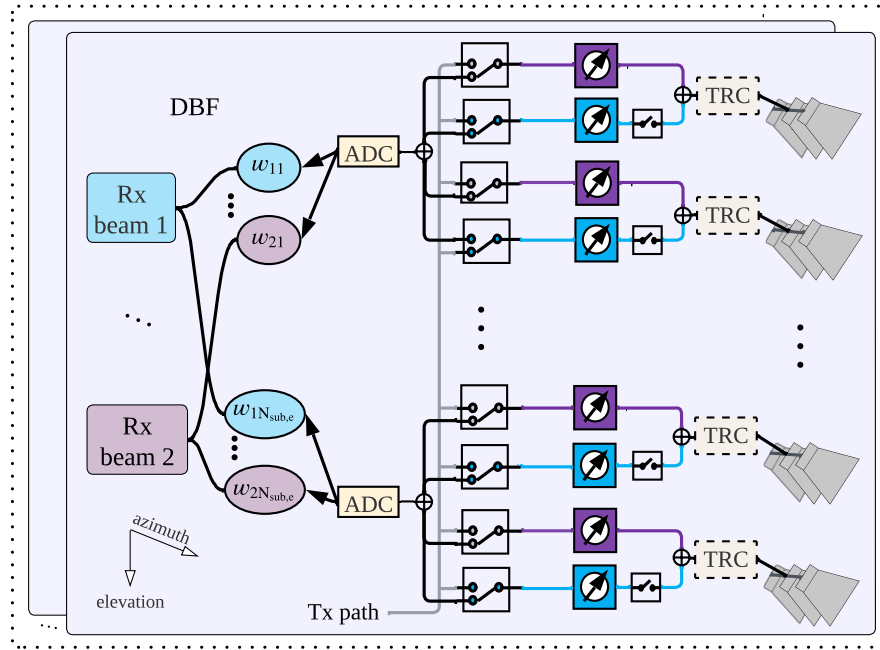 DBF
TRC
ADC
w₁₁
Rx
beam 1
w₂₁
TRC
Rx
beam 2
w₁Nsub,e
TRC
w₂Nsub,e
ADC
azimuth
TRC
elevation
Tx path